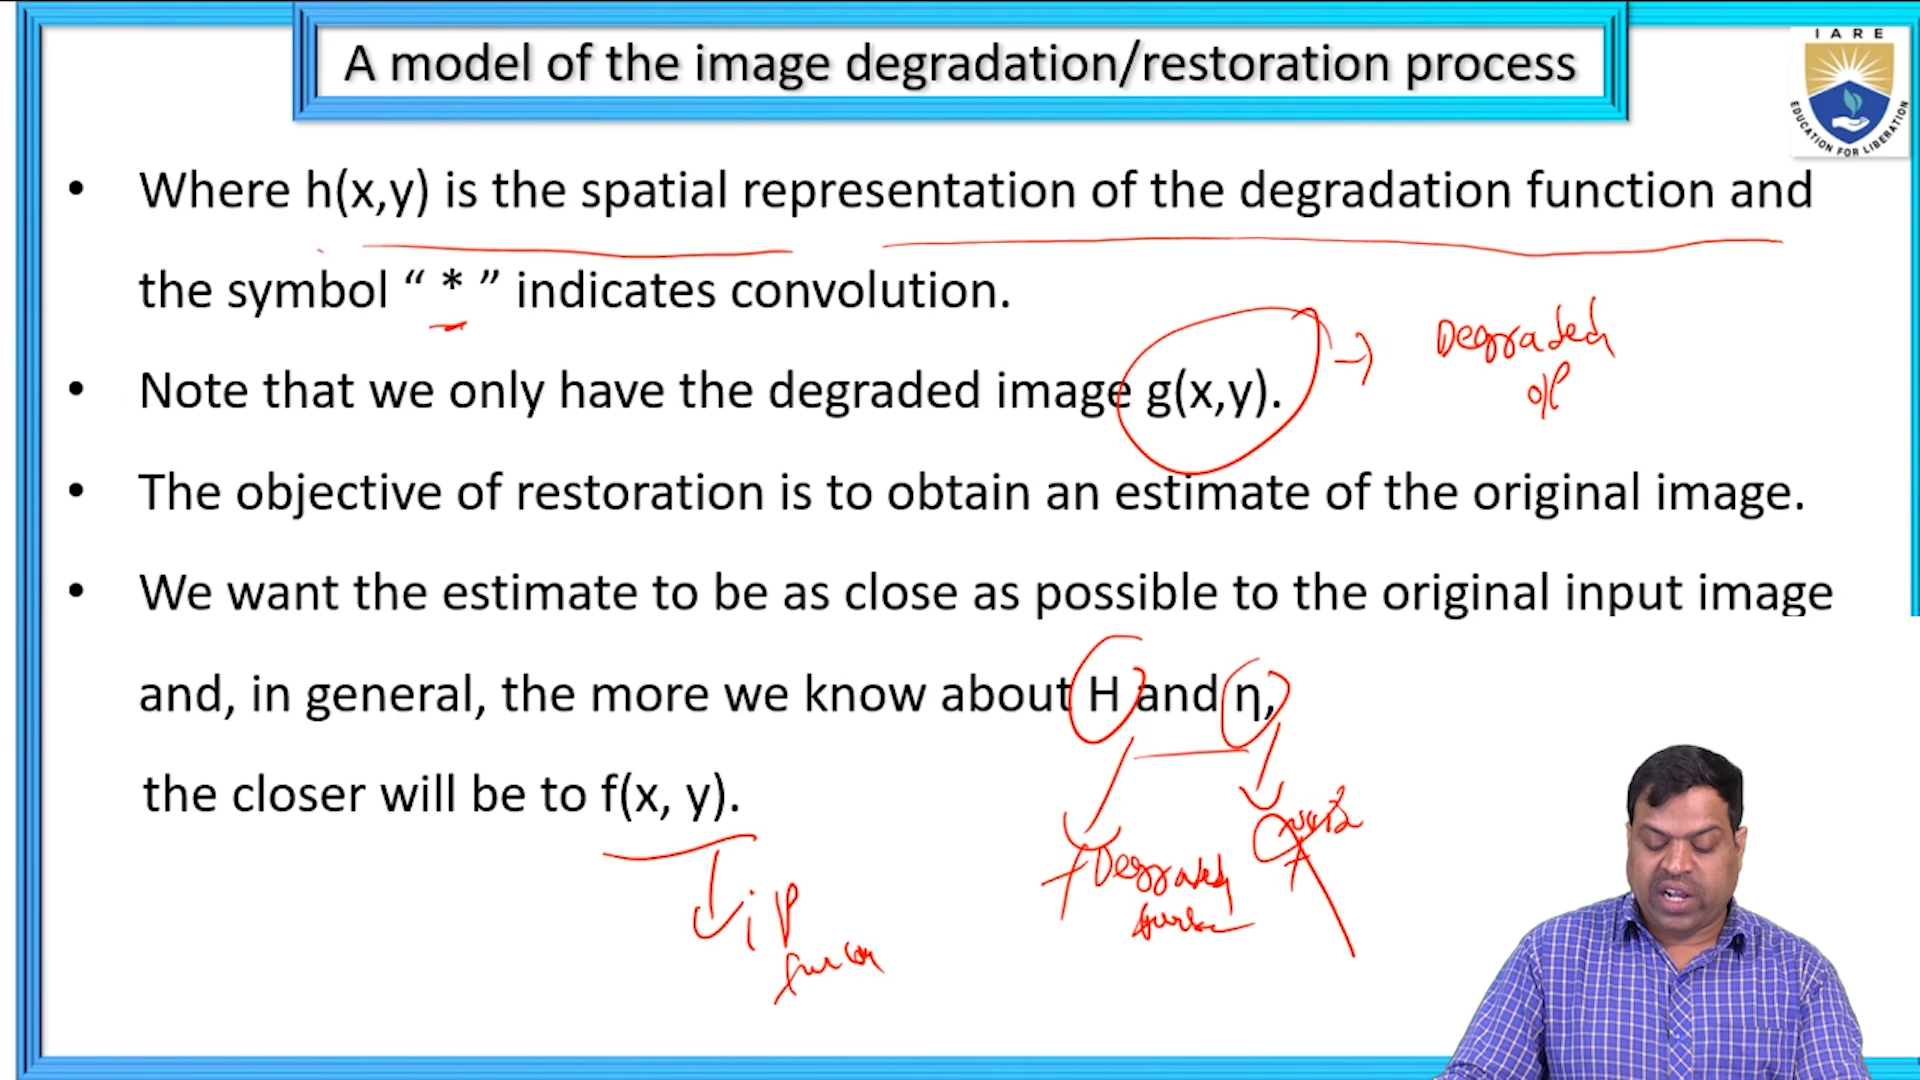 A model of the image degradation/restoration process
I A R E
EDUCATION FOR LIBERATION
• Where h(x,y) is the spatial representation of the degradation function and
the symbol “ * ” indicates convolution.
Degraded
o/p
• Note that we only have the degraded image g(x,y).
• The objective of restoration is to obtain an estimate of the original image.
• We want the estimate to be as close as possible to the original input image
and, in general, the more we know about H and η,
the closer will be to f(x, y).
Degraded
i/p